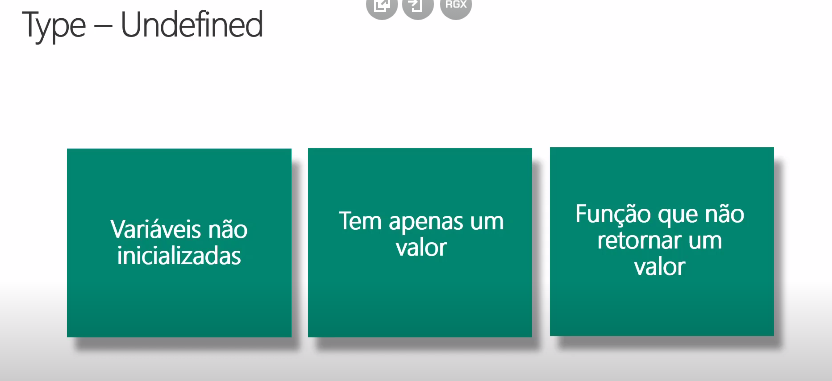 RGX
Type – Undefined
Variáveis não
inicializadas
Tem apenas um
valor
Função que não
retornar um
valor